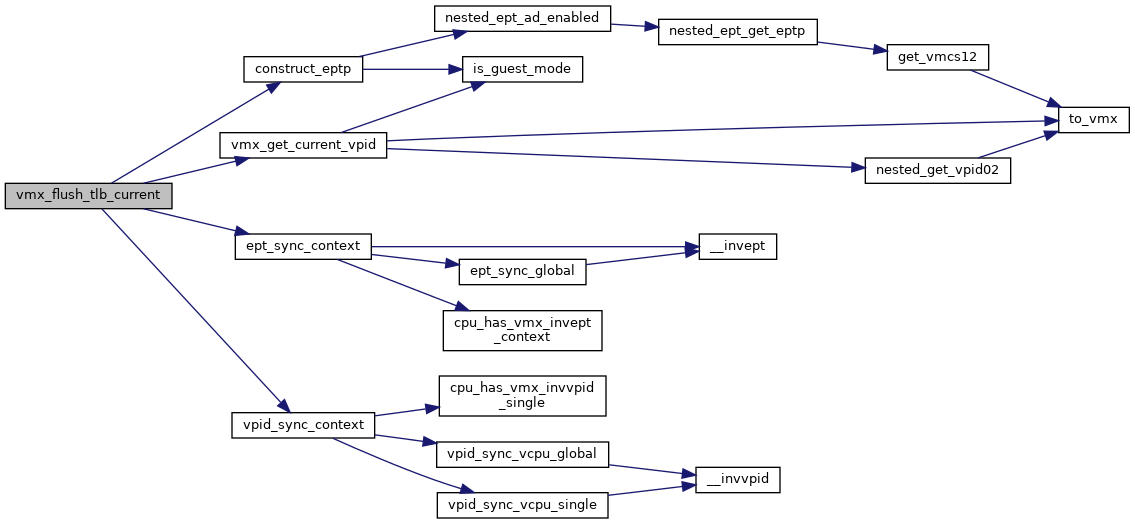 nested_ept_ad_enabled
nested_ept_get_eptp
get_vmcs12
construct_eptp
is_guest_mode
to_vmx
vmx_get_current_vpid
nested_get_vpid02
vmx_flush_tlb_current
ept_sync_context
__invept
ept_sync_global
cpu_has_vmx_invept
_context
cpu_has_vmx_invvpid
_single
vpid_sync_context
vpid_sync_vcpu_global
__invvpid
vpid_sync_vcpu_single